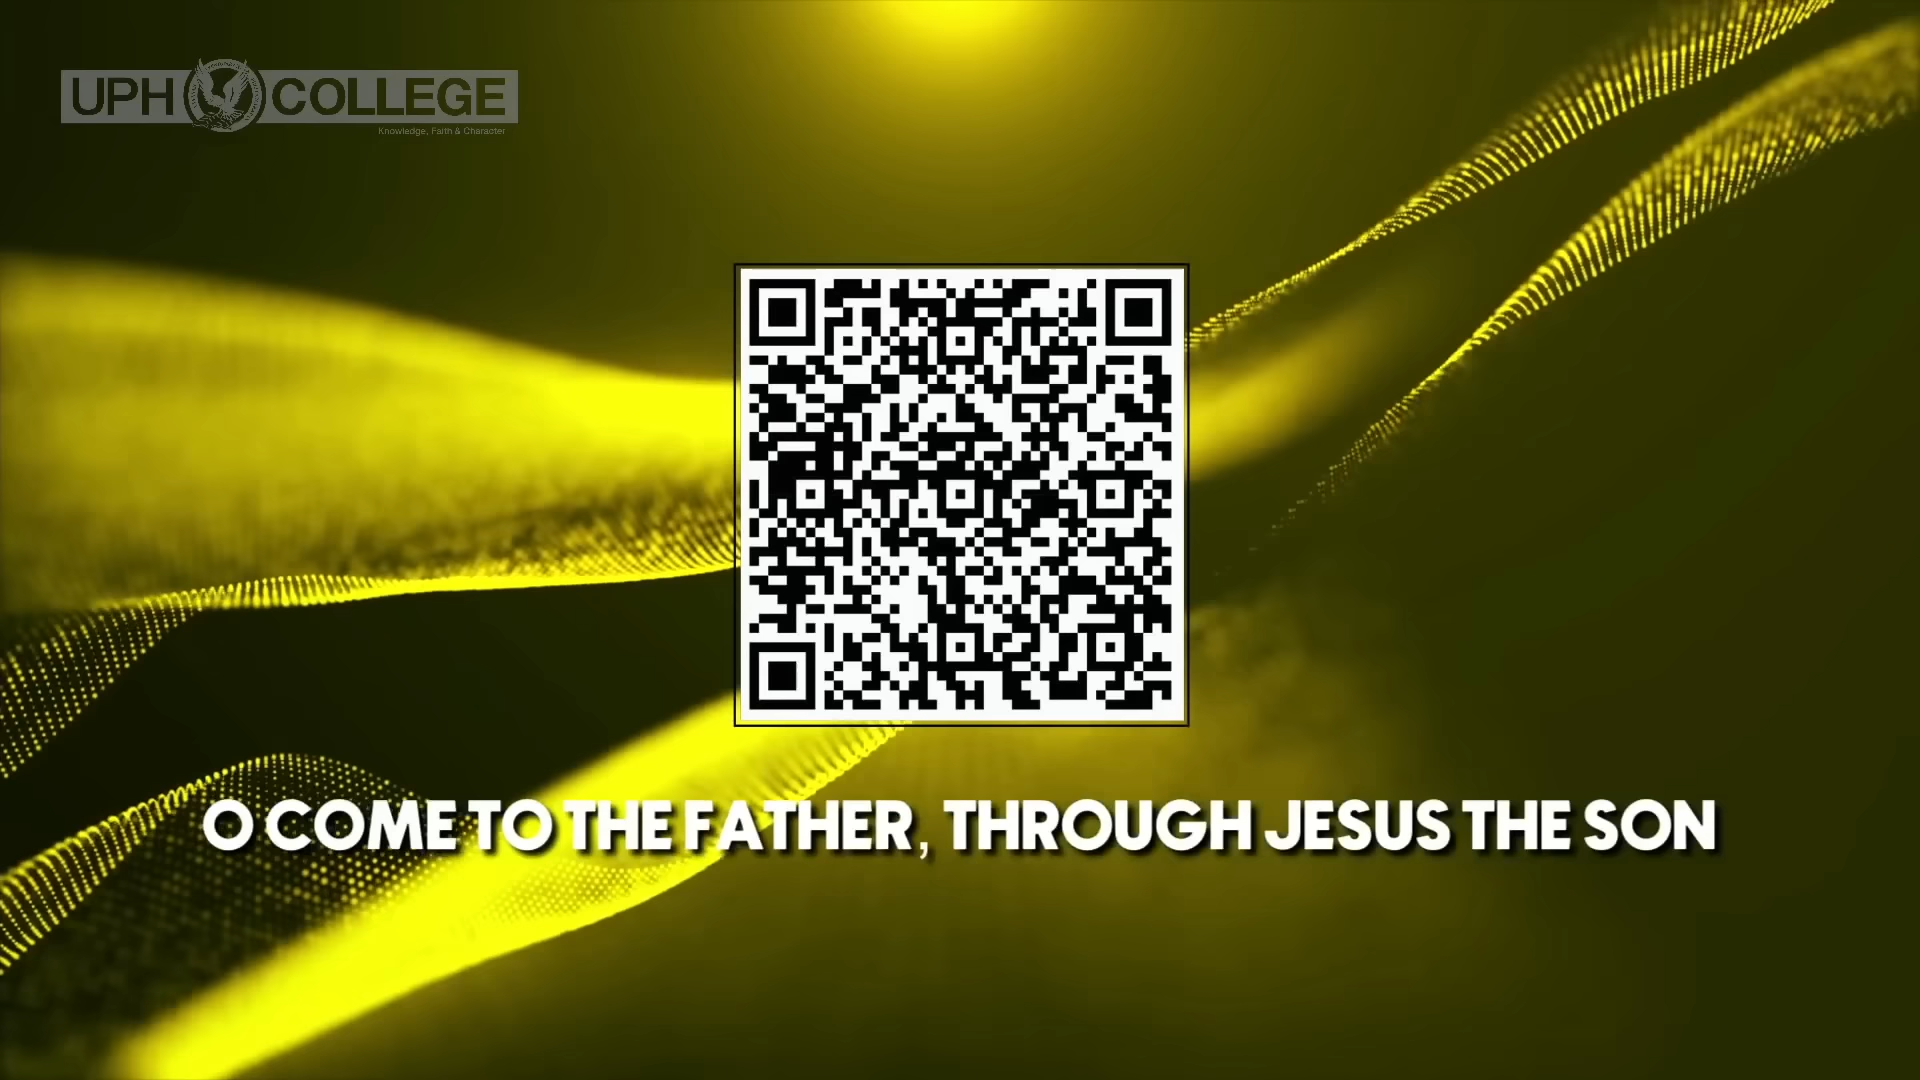 UPH COLLEGE
Knowledge, Faith & Character
O COME TO THE FATHER, THROUGH JESUS THE SON